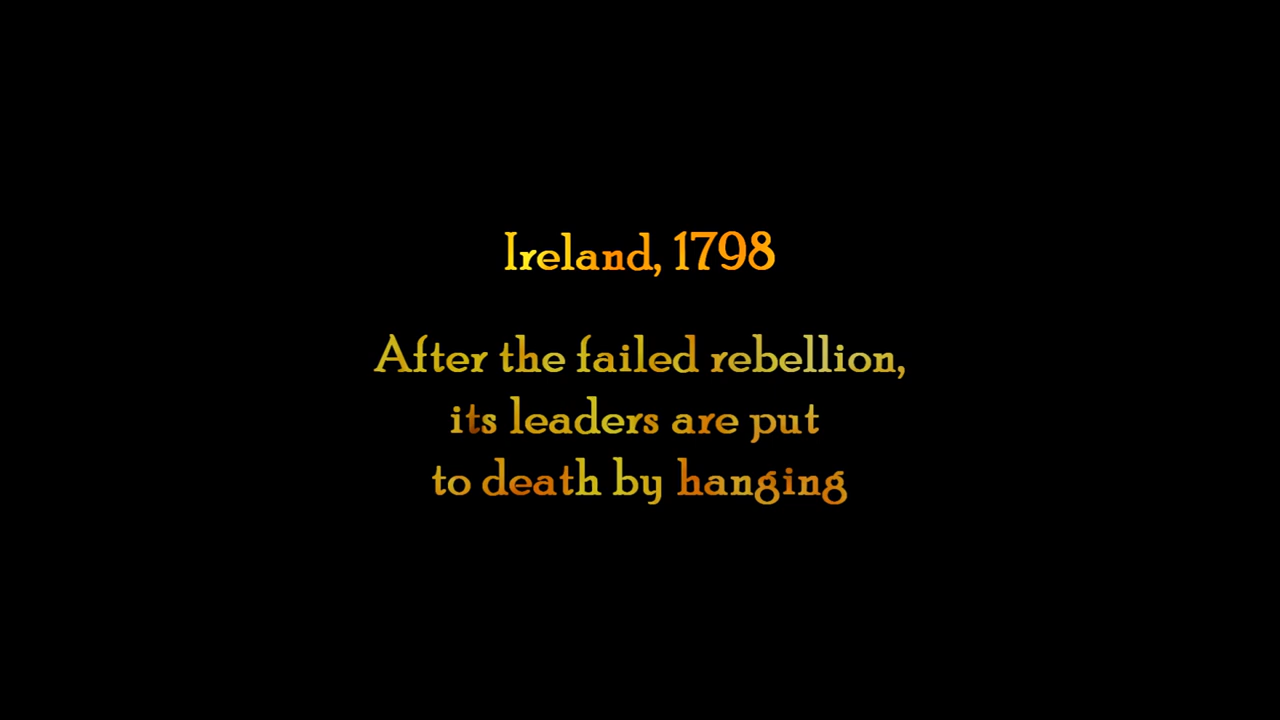 Ireland, 1798
After the failed rebellion,
its leaders are put
to death by hanging